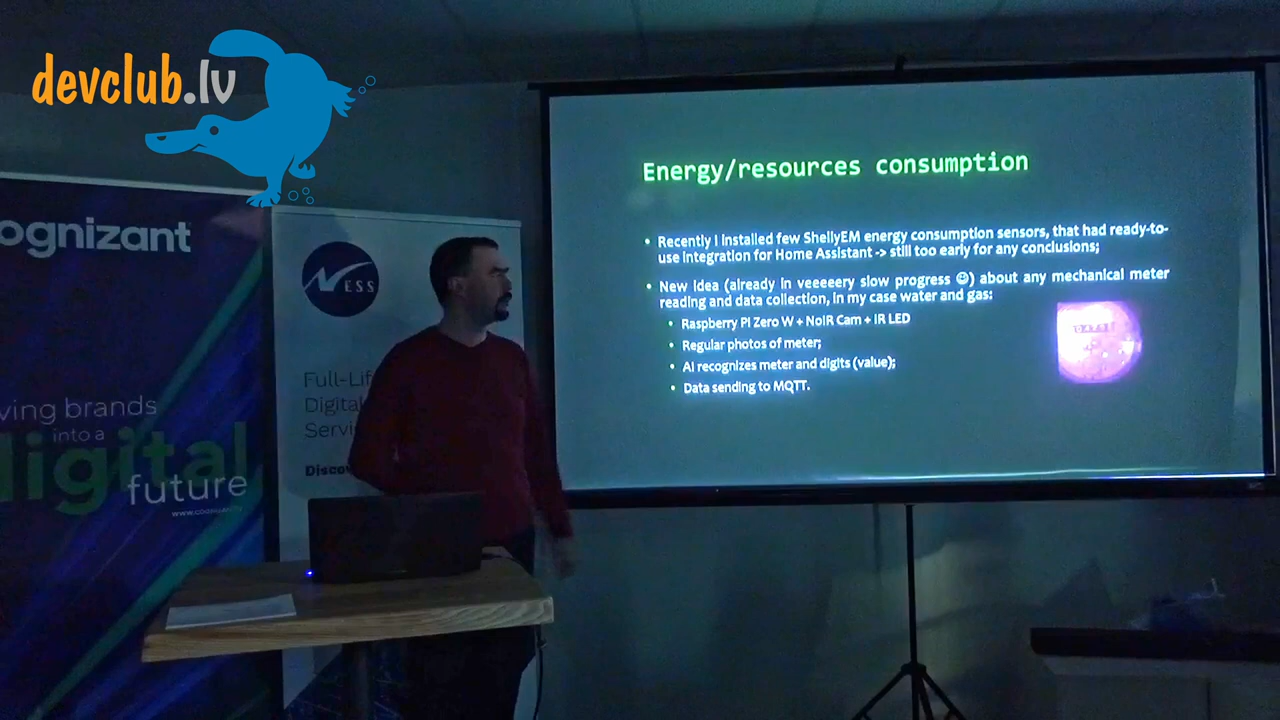 devclub.lv
ognizant
NESS
ving brands
into a
digital
future
Full-Lif
Digital
Servi
Disco
Energy/resources consumption
• Recently I installed few ShellyEM energy consumption sensors, that had ready-to-
use integration for Home Assistant -> still too early for any conclusions;
• New idea (already in veeeeery slow progress ☺) about any mechanical meter
reading and data collection, in my case water and gas:
• Raspberry Pi Zero W + NoIR Cam + IR LED
• Regular photos of meter;
• AI recognizes meter and digits (value);
• Data sending to MQTT.